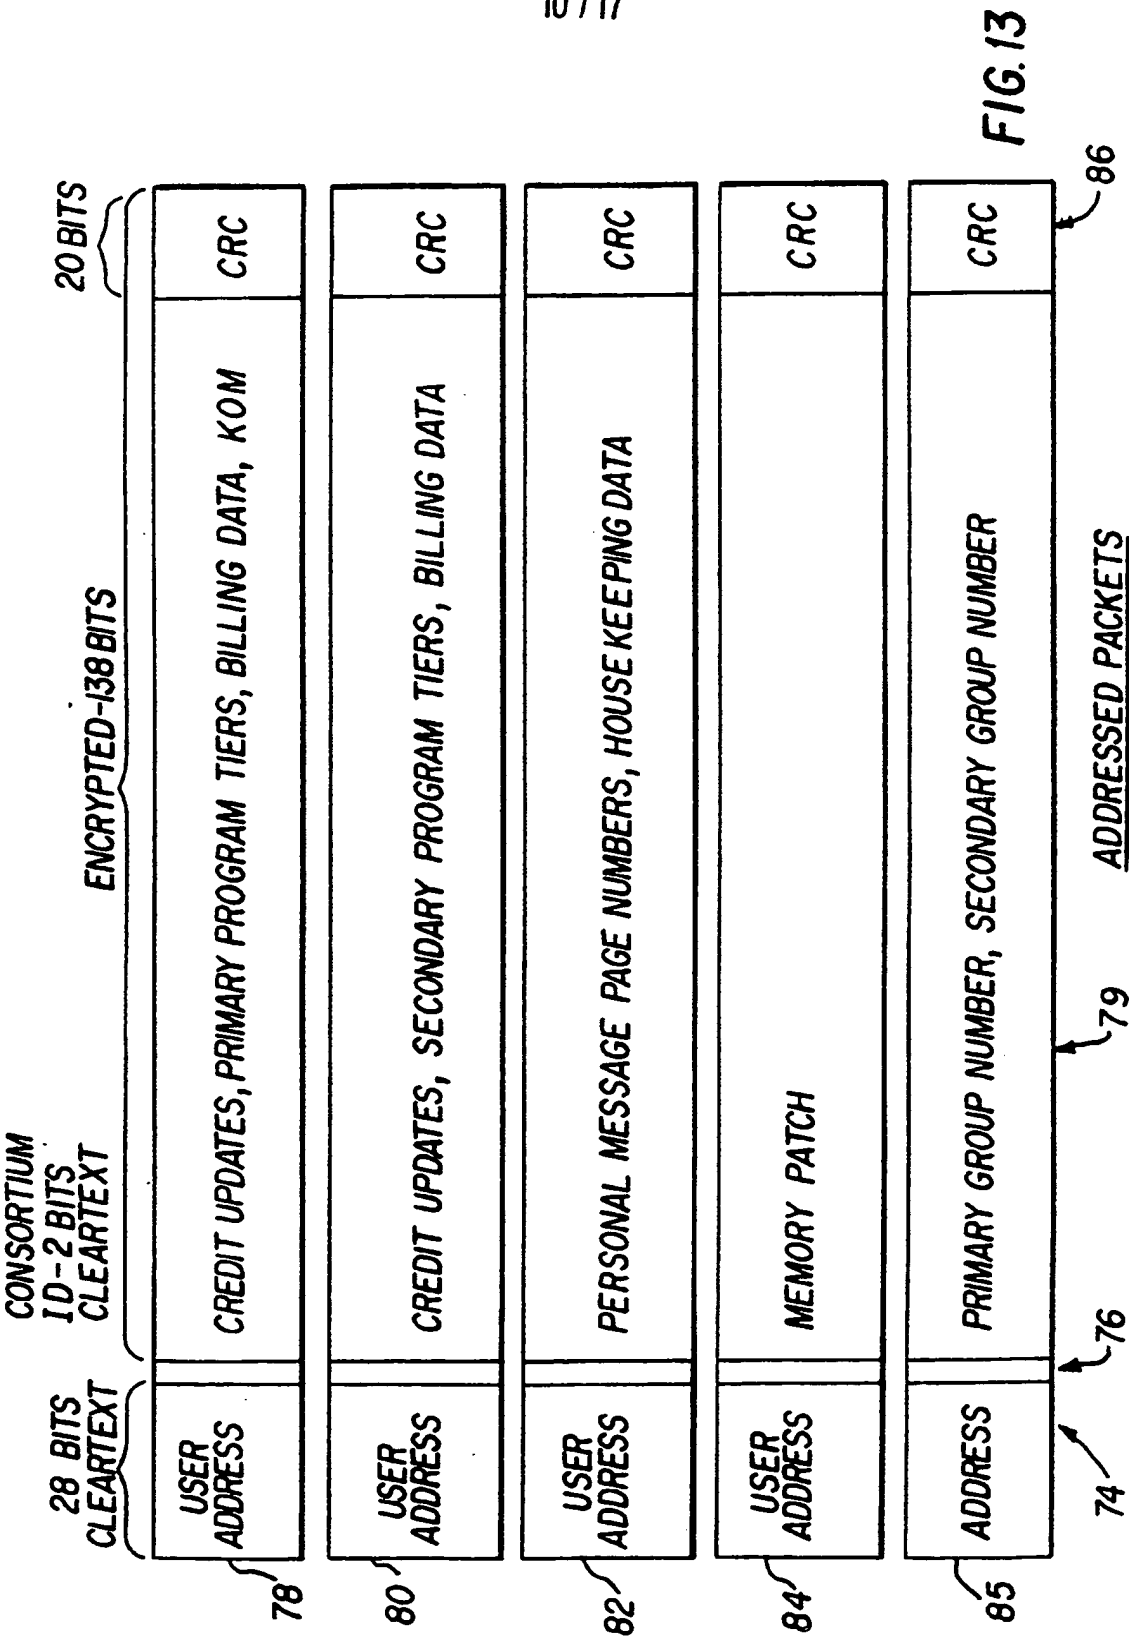 10 / 17
28 BITS
CLEARTEXT
CONSORTIUM
ID-2 BITS
CLEARTEXT
ENCRYPTED-138 BITS
20 BITS
78
USER
ADDRESS
CREDIT UPDATES, PRIMARY PROGRAM TIERS, BILLING DATA, KOM
CRC
80
USER
ADDRESS
CREDIT UPDATES, SECONDARY PROGRAM TIERS, BILLING DATA
CRC
82
USER
ADDRESS
PERSONAL MESSAGE PAGE NUMBERS, HOUSEKEEPING DATA
CRC
84
USER
ADDRESS
MEMORY PATCH
CRC
85
ADDRESS
PRIMARY GROUP NUMBER, SECONDARY GROUP NUMBER
CRC
74
76
79
86
ADDRESSED PACKETS
FIG. 13